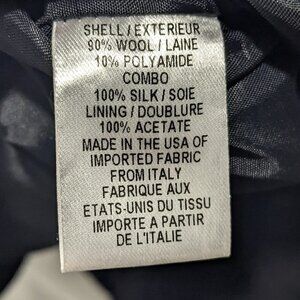 SHELL / EXTERIEUR
90% WOOL / LAINE
10% POLYAMIDE
COMBO
100% SILK / SOIE
LINING / DOUBLURE
100% ACETATE
MADE IN THE USA OF
IMPORTED FABRIC
FROM ITALY
FABRIQUE AUX
ETATS-UNIS DU TISSU
IMPORTE A PARTIR
DE L'ITALIE